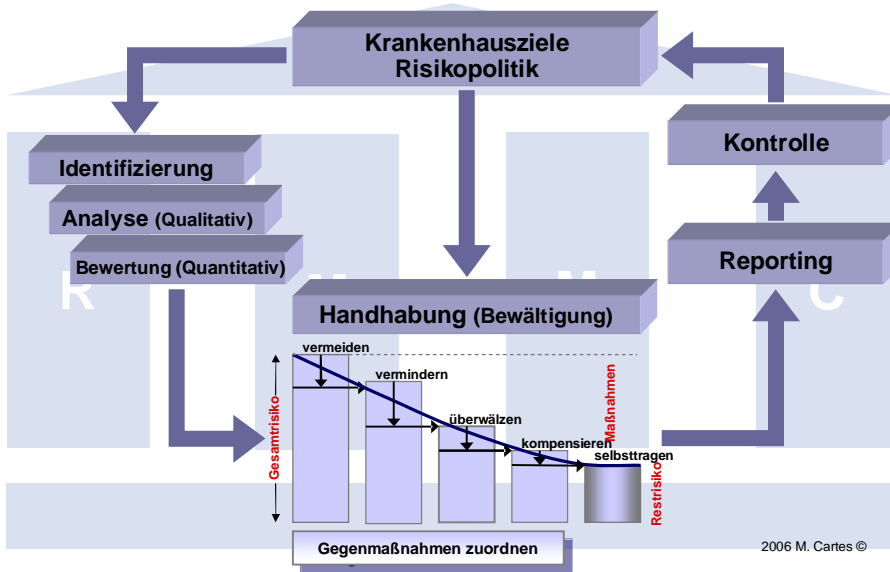 Krankenhausziele
Risikopolitik
Identifizierung
Analyse (Qualitativ)
Bewertung (Quantitativ)
Kontrolle
Reporting
R
M
M
C
Handhabung (Bewältigung)
vermeiden
vermindern
überwälzen
kompensieren
selbsttragen
Gesamtrisiko
Maßnahmen
Restrisiko
Gegenmaßnahmen zuordnen
2006 M. Cartes ©